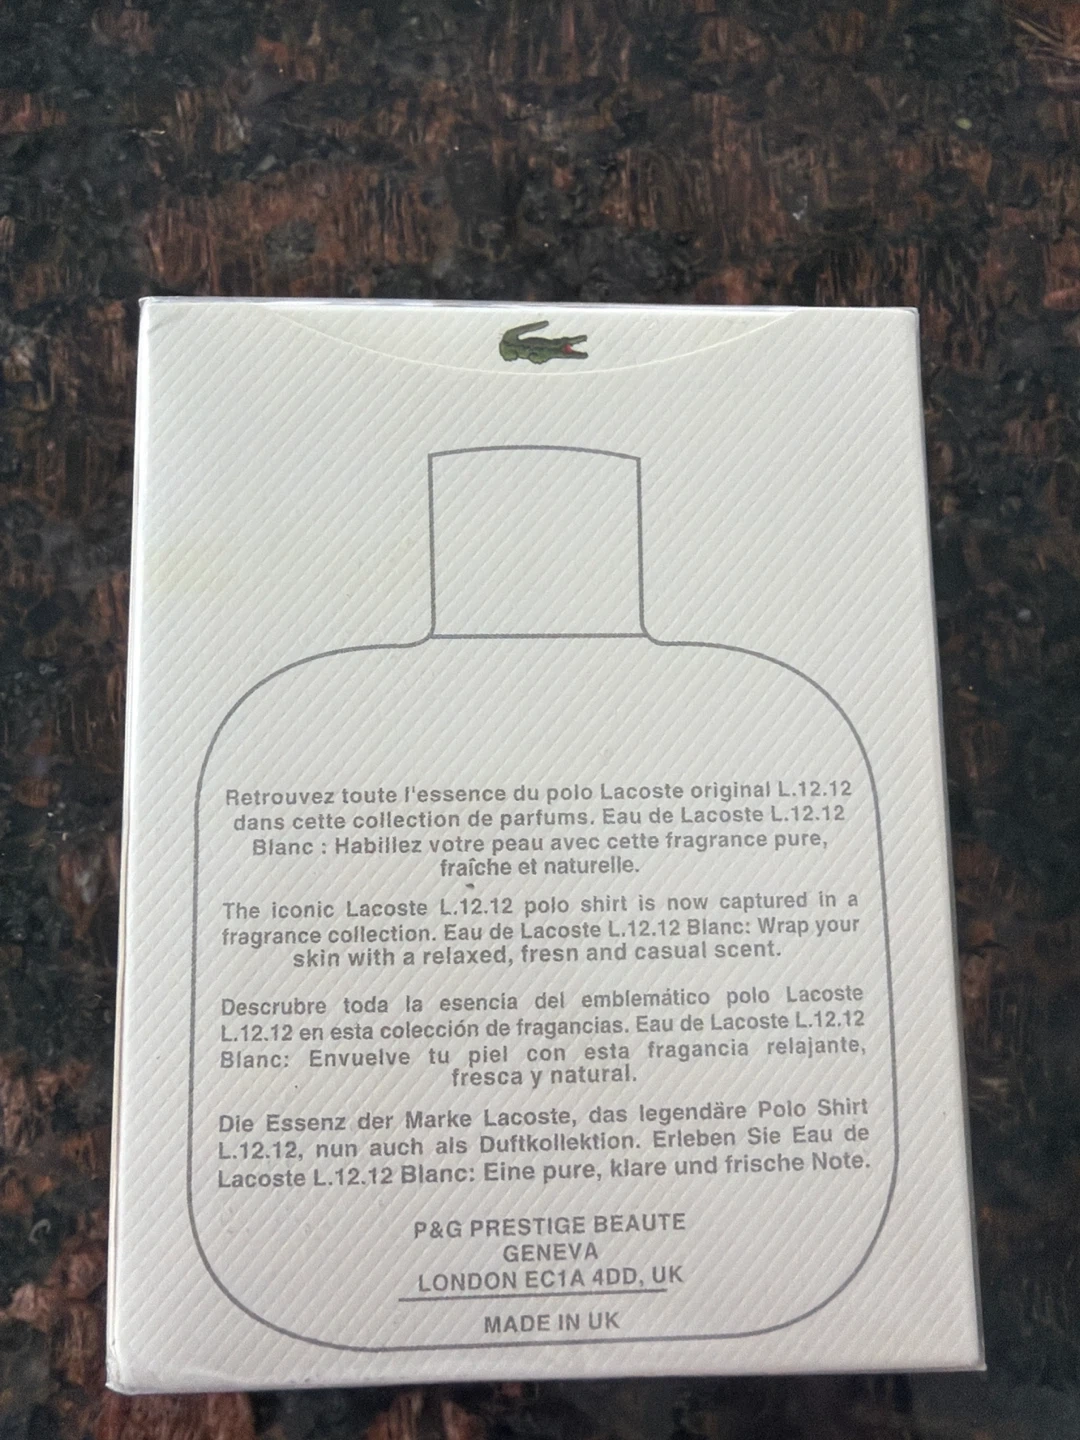 Retrouvez toute l'essence du polo Lacoste original L.12.12
dans cette collection de parfums. Eau de Lacoste L.12.12
Blanc : Habillez votre peau avec cette fragrance pure,
fraîche et naturelle.
The iconic Lacoste L.12.12 polo shirt is now captured in a
fragrance collection. Eau de Lacoste L.12.12 Blanc: Wrap your
skin with a relaxed, fresn and casual scent.
Descrubre toda la esencia del emblemático polo Lacoste
L.12.12 en esta colección de fragancias. Eau de Lacoste L.12.12
Blanc: Envuelve tu piel con esta fragancia relajante,
fresca y natural.
Die Essenz der Marke Lacoste, das legendäre Polo Shirt
L.12.12, nun auch als Duftkollektion. Erleben Sie Eau de
Lacoste L.12.12 Blanc: Eine pure, klare und frische Note.
P&G PRESTIGE BEAUTE
GENEVA
LONDON EC1A 4DD, UK
MADE IN UK